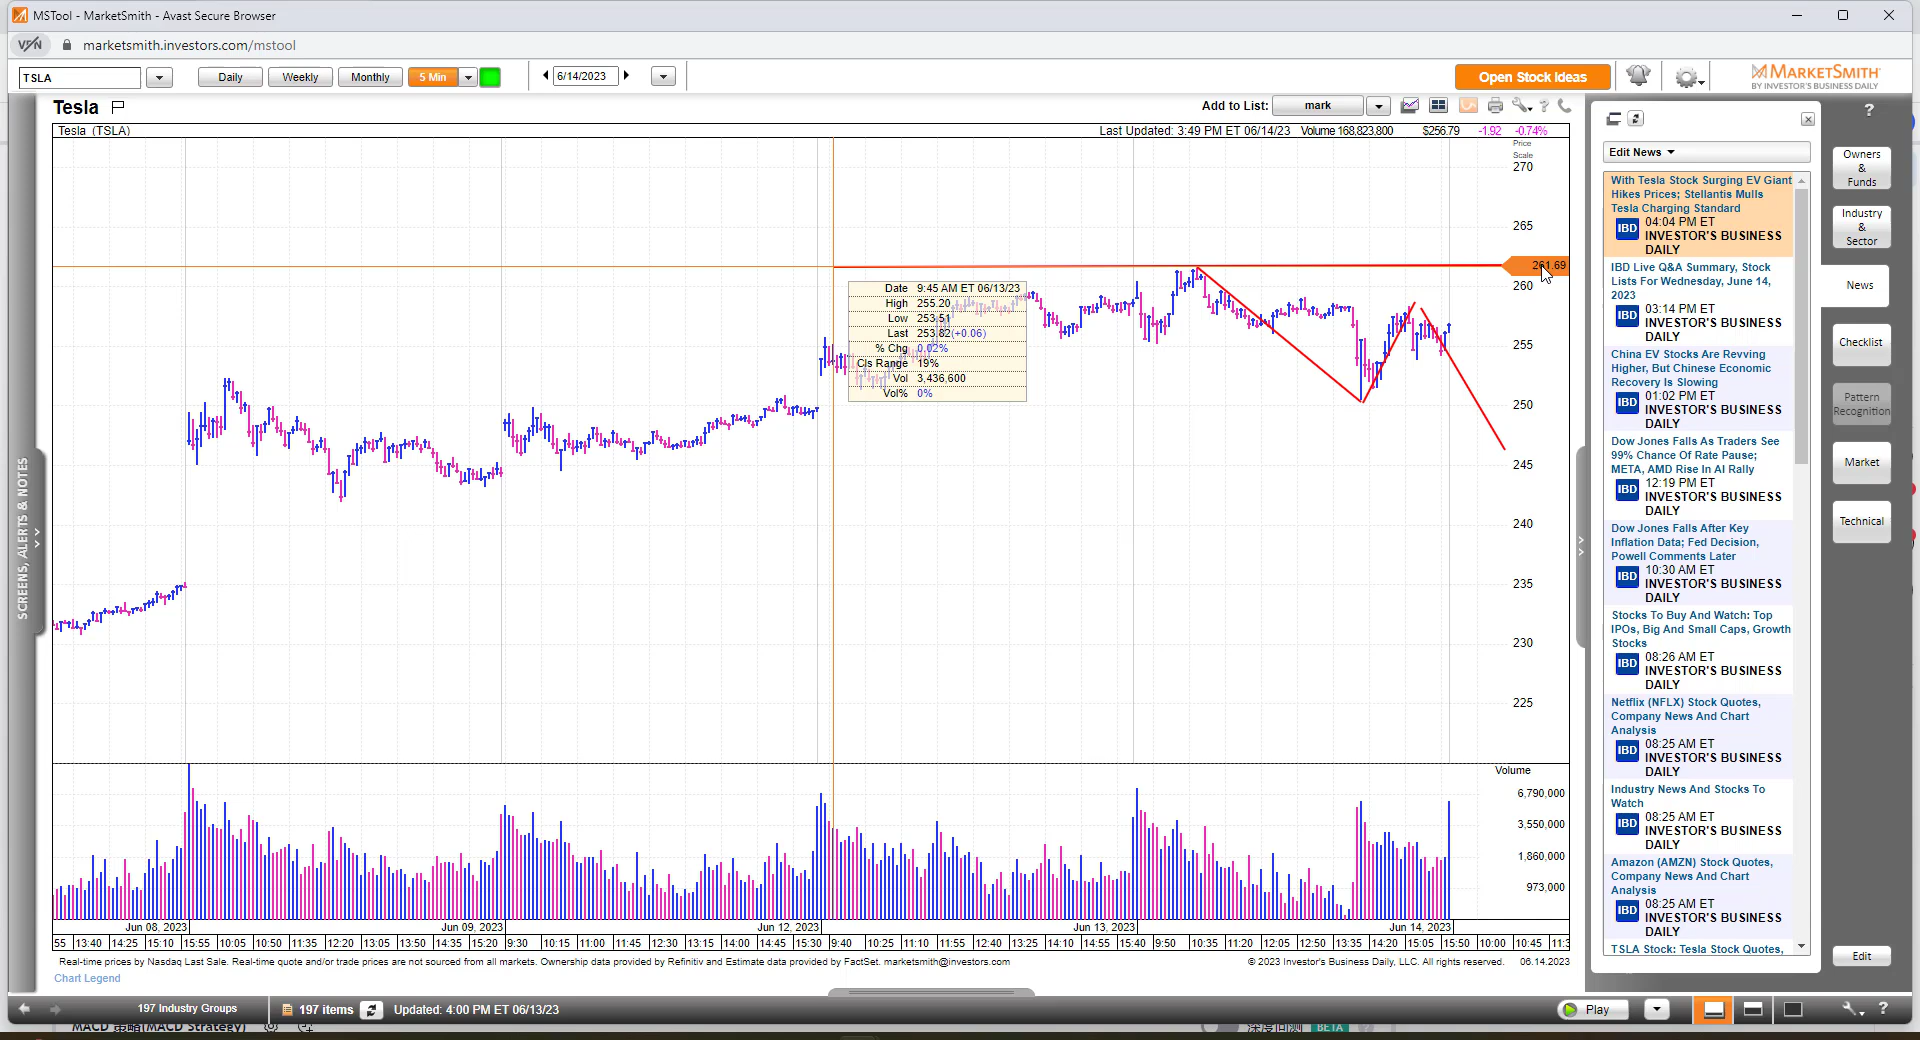 MSTool - MarketSmith - Avast Secure Browser
VPN
marketsmith.investors.com/mstool
TSLA
Daily
Weekly
Monthly
5 Min
6/14/2023
Open Stock Ideas
MARKETSMITH
BY INVESTOR'S BUSINESS DAILY
Tesla
Add to List:
mark
Tesla (TSLA)
Last Updated: 3:49 PM ET 06/14/23 Volume 168,823,800 $256.79 -1.92 -0.74%
Price
Scale
270
265
261.69
260
255
250
245
240
235
230
225
Date 9:45 AM ET 06/13/23
High 255.20
Low 253.51
Last 253.82(+0.06)
% Chg 0.02%
Cls Range 19%
Vol 3,436,600
Vol% 0%
Volume
6,790,000
3,550,000
1,860,000
973,000
Jun 08, 2023
Jun 09, 2023
Jun 12, 2023
Jun 13, 2023
Jun 14, 2023
55 13:40 14:25 15:10 15:55 10:05 10:50 11:35 12:20 13:05 13:50 14:35 15:20 9:30 10:15 11:00 11:45 12:30 13:15 14:00 14:45 15:30 9:40 10:25 11:10 11:55 12:40 13:25 14:10 14:55 15:40 9:50 10:35 11:20 12:05 12:50 13:35 14:20 15:05 15:50 10:00 10:45
Real-time prices by Nasdaq Last Sale. Real-time quote and/or trade prices are not sourced from all markets. Ownership data provided by Refinitiv and Estimate data provided by FactSet. marketsmith@investors.com
© 2023 Investor's Business Daily, LLC. All rights reserved. 06.14.2023
Chart Legend
SCREENS, ALERTS & NOTES
Edit News
With Tesla Stock Surging EV Giant
Hikes Prices; Stellantis Mulls
Tesla Charging Standard
IBD
04:04 PM ET
INVESTOR'S BUSINESS
DAILY
IBD Live Q&A Summary, Stock
Lists For Wednesday, June 14,
2023
IBD
03:14 PM ET
INVESTOR'S BUSINESS
DAILY
China EV Stocks Are Revving
Higher, But Chinese Economic
Recovery Is Slowing
IBD
01:02 PM ET
INVESTOR'S BUSINESS
DAILY
Dow Jones Falls As Traders See
99% Chance Of Rate Pause;
META, AMD Rise In AI Rally
IBD
12:19 PM ET
INVESTOR'S BUSINESS
DAILY
Dow Jones Falls After Key
Inflation Data; Fed Decision,
Powell Comments Later
IBD
10:30 AM ET
INVESTOR'S BUSINESS
DAILY
Stocks To Buy And Watch: Top
IPOs, Big And Small Caps, Growth
Stocks
IBD
08:26 AM ET
INVESTOR'S BUSINESS
DAILY
Netflix (NFLX) Stock Quotes,
Company News And Chart
Analysis
IBD
08:25 AM ET
INVESTOR'S BUSINESS
DAILY
Industry News And Stocks To
Watch
IBD
08:25 AM ET
INVESTOR'S BUSINESS
DAILY
Amazon (AMZN) Stock Quotes,
Company News And Chart
Analysis
IBD
08:25 AM ET
INVESTOR'S BUSINESS
DAILY
TSLA Stock: Tesla Stock Quotes,
?
Owners
&
Funds
Industry
&
Sector
News
Checklist
Pattern
Recognition
Market
Technical
Edit
197 Industry Groups
197 items
Updated: 4:00 PM ET 06/13/23
Play
?
MACD 策略(MACD Strategy)
深度回测 BETA